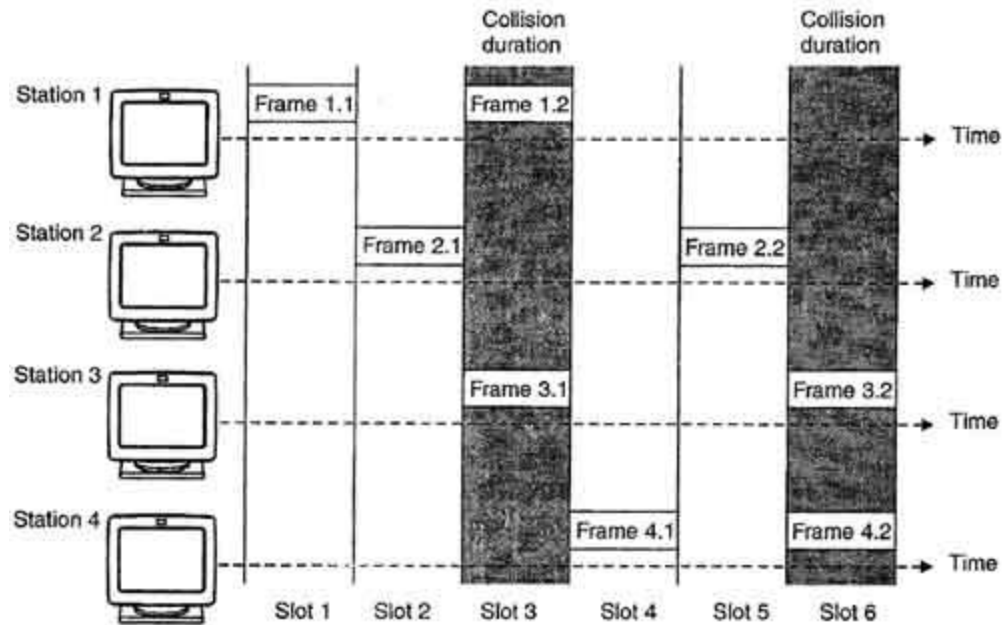 Collision
duration
Collision
duration
Station 1
Frame 1.1
Frame 1.2
Time
Station 2
Frame 2.1
Frame 2.2
Time
Station 3
Frame 3.1
Frame 3.2
Time
Station 4
Frame 4.1
Frame 4.2
Time
Slot 1
Slot 2
Slot 3
Slot 4
Slot 5
Slot 6